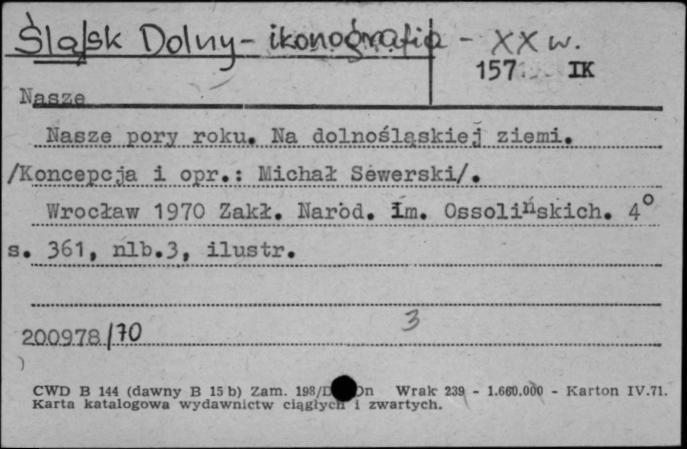 Śląsk Dolny - ikonografia - XX w.
157 IK
Nasze
Nasze pory roku. Na dolnośląskiej ziemi.
/Koncepcja i opr.: Michał Sewerski/.
Wrocław 1970 Zakł. Narod. im. Ossolińskich. 4°
s. 361, nlb.3, ilustr.
200978/70 3
CWD B 144 (dawny B 15 b) Zam. 198/ Wrak 239 - 1.660.000 - Karton IV.71.
Karta katalogowa wydawnictw ciągłych i zwartych.